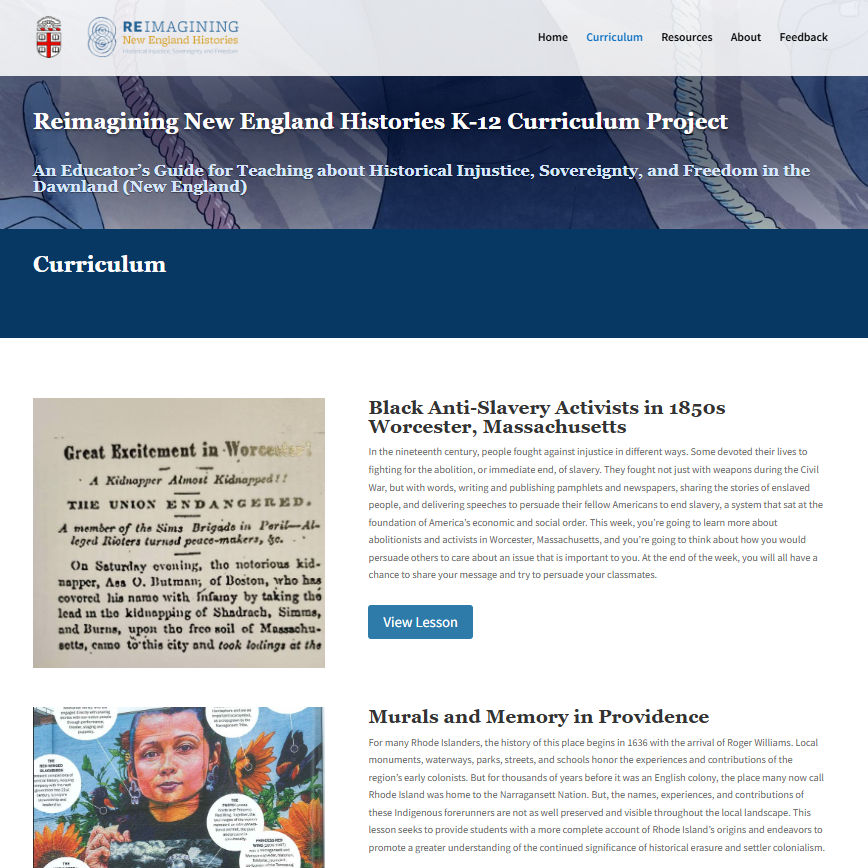 REIMAGINING
New England Histories
Historical Injustice, Sovereignty and Freedom
Home Curriculum Resources About Feedback
Reimagining New England Histories K-12 Curriculum Project
An Educator's Guide for Teaching about Historical Injustice, Sovereignty, and Freedom in the
Dawnland (New England)
Curriculum
Great Excitement in Worcester!
A Kidnapper Almost Kidnapped!!
THE UNION ENDANGERED.
A member of the Sims Brigade in Peril—Al-
leged Rioters turned peace-makers, &c.
On Saturday evening, the notorious kid-
napper, Asa O. Butman, of Boston, who has
covered his name with infamy by taking the
lead in the kidnapping of Shadrach, Simms,
and Burns, upon the free soil of Massachu-
setts, came to this city and took lodings at the
Black Anti-Slavery Activists in 1850s
Worcester, Massachusetts
In the nineteenth century, people fought against injustice in different ways. Some devoted their lives to
fighting for the abolition, or immediate end, of slavery. They fought not just with weapons during the Civil
War, but with words, writing and publishing pamphlets and newspapers, sharing the stories of enslaved
people, and delivering speeches to persuade their fellow Americans to end slavery, a system that sat at the
foundation of America's economic and social order. This week, you're going to learn more about
abolitionists and activists in Worcester, Massachusetts, and you're going to think about how you would
persuade others to care about an issue that is important to you. At the end of the week, you will all have a
chance to share your message and try to persuade your classmates.
View Lesson
Murals and Memory in Providence
For many Rhode Islanders, the history of this place begins in 1636 with the arrival of Roger Williams. Local
monuments, waterways, parks, streets, and schools honor the experiences and contributions of the
region's early colonists. But for thousands of years before it was an English colony, the place many now call
Rhode Island was home to the Narragansett Nation. But, the names, experiences, and contributions of
these Indigenous forerunners are not as well preserved and visible throughout the local landscape. This
lesson seeks to provide students with a more complete account of Rhode Island's origins and endeavors to
promote a greater understanding of the continued significance of historical erasure and settler colonialism.